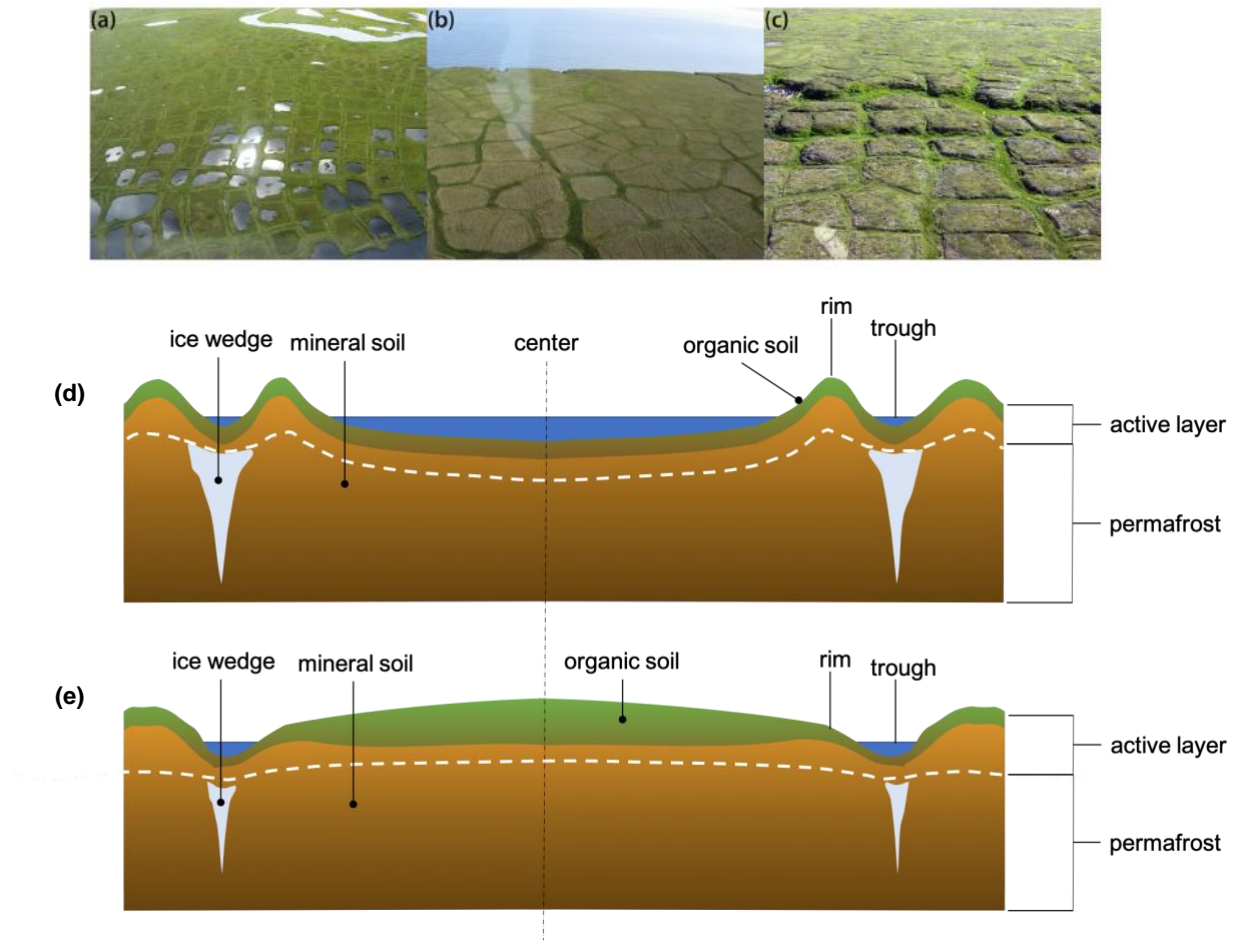 (a)
(b)
(c)
rim
ice wedge
mineral soil
center
organic soil
trough
(d)
active layer
permafrost
ice wedge
mineral soil
organic soil
rim
trough
(e)
active layer
permafrost